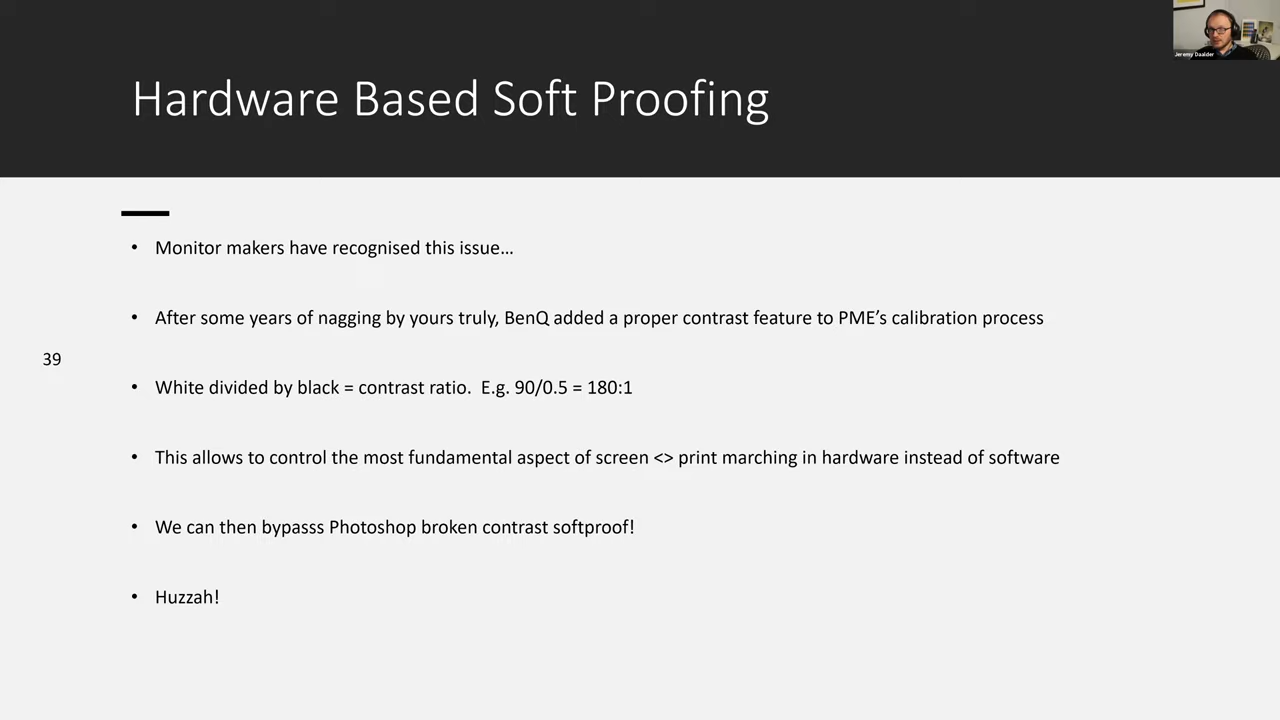 Jeremy Daalder
Hardware Based Soft Proofing
• Monitor makers have recognised this issue...
• After some years of nagging by yours truly, BenQ added a proper contrast feature to PME's calibration process
39
• White divided by black = contrast ratio.  E.g. 90/0.5 = 180:1
• This allows to control the most fundamental aspect of screen <> print marching in hardware instead of software
• We can then bypasss Photoshop broken contrast softproof!
• Huzzah!